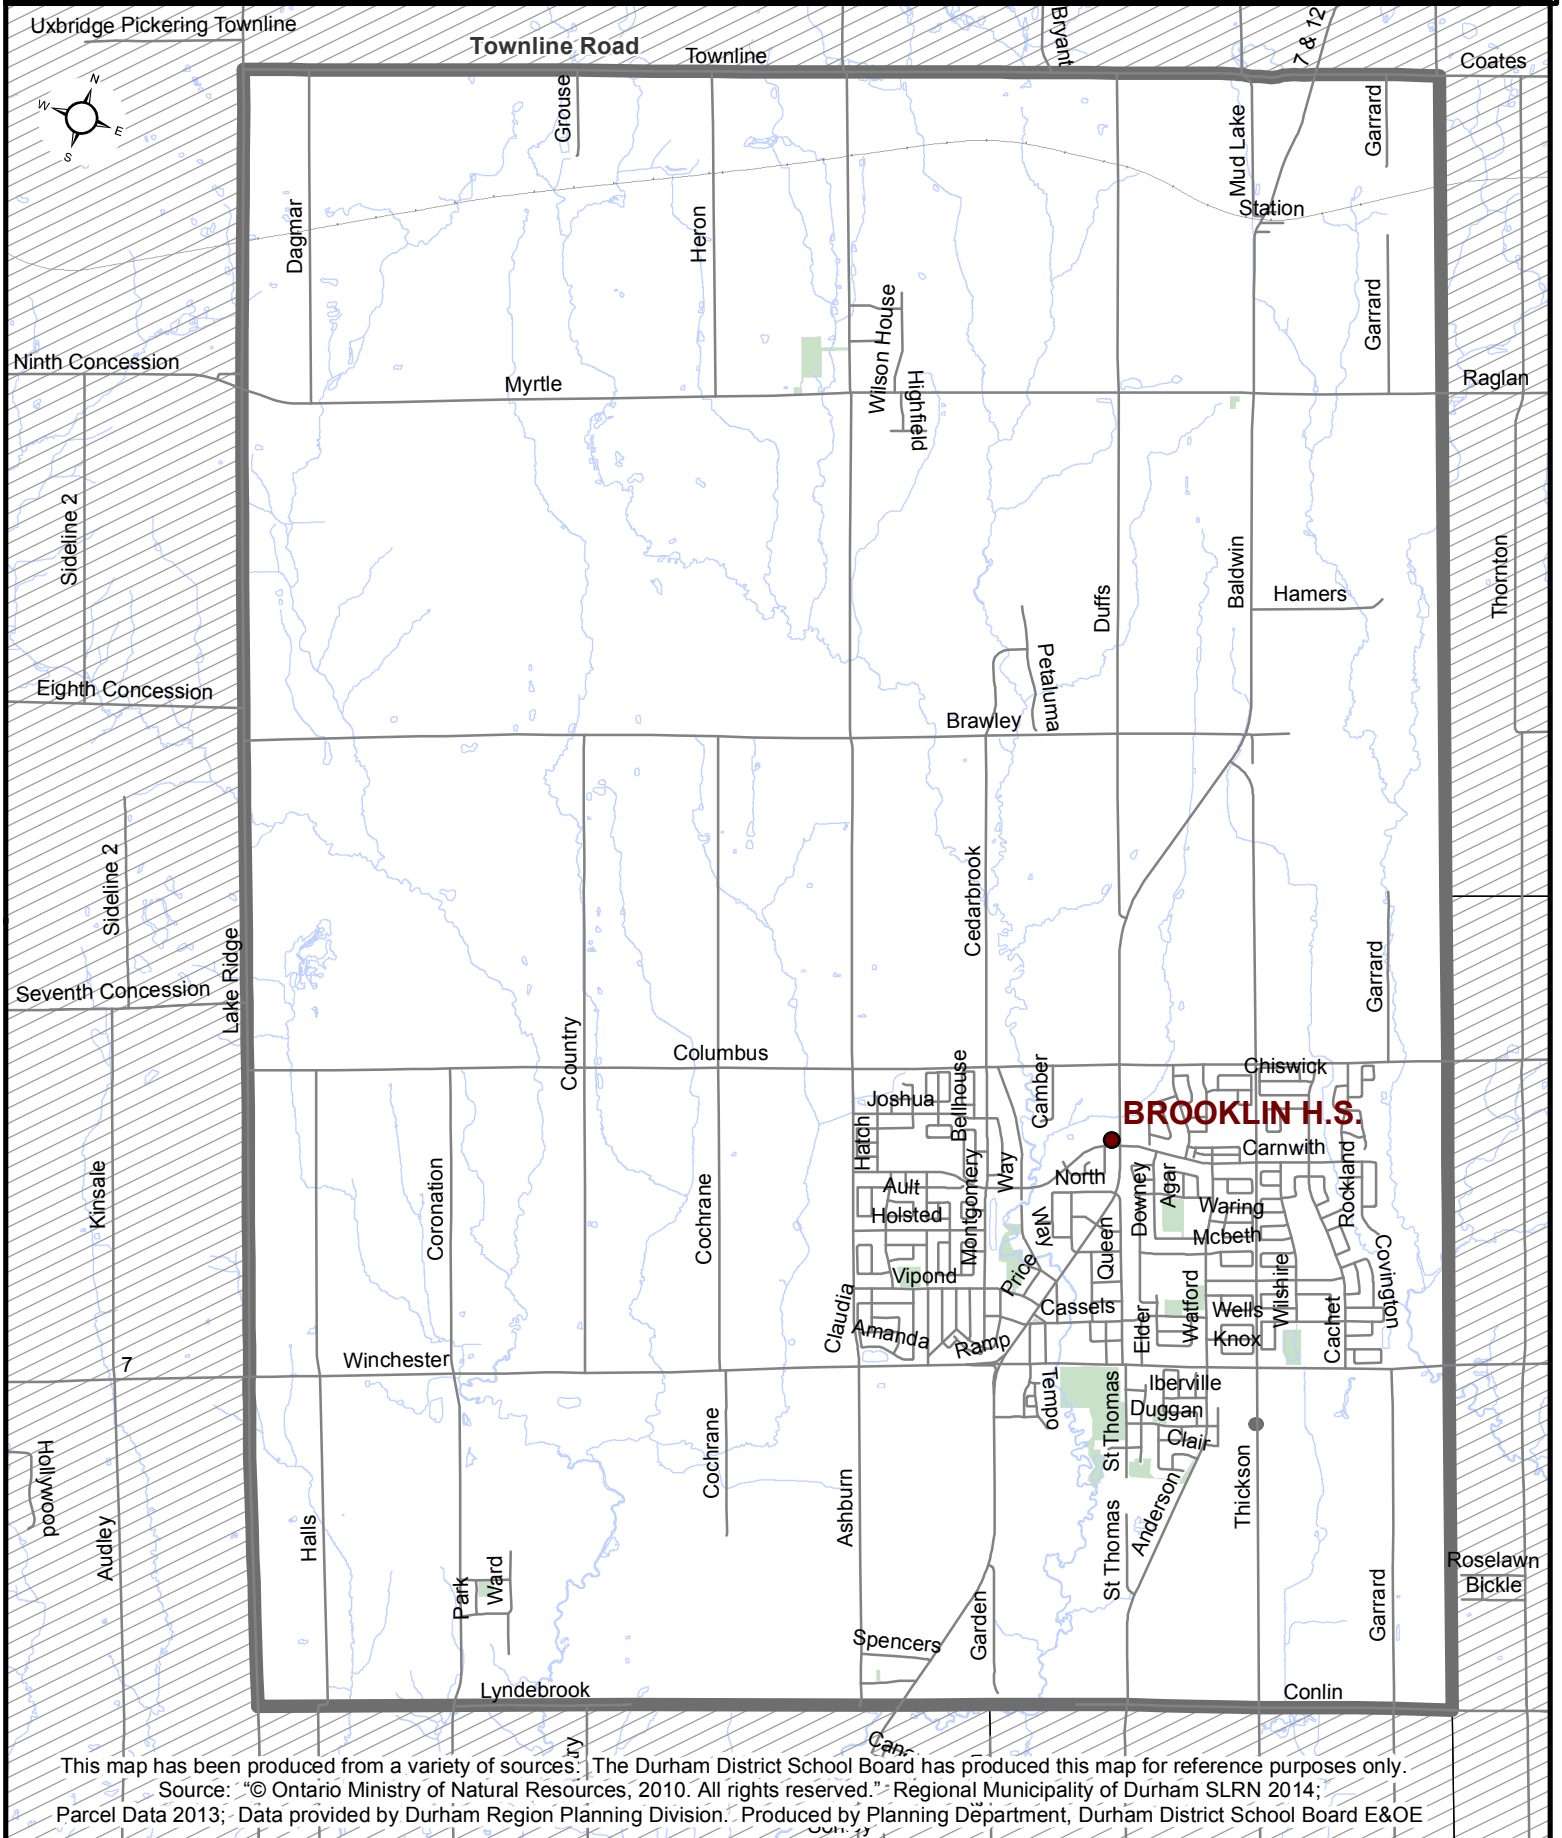 Uxbridge Pickering Townline
Townline Road
Townline
Bryant
7 & 12
Coates
N
W
E
S
Grouse
Mud Lake
Garrard
Dagmar
Heron
Station
Wilson House
Garrard
Ninth Concession
Myrtle
Highfield
Raglan
Sideline 2
Duffs
Baldwin
Hamers
Thornton
Eighth Concession
Petaluma
Brawley
Sideline 2
Lake Ridge
Cedarbrook
Garrard
Seventh Concession
Country
Columbus
Chiswick
Camber
Bellhouse
Joshua
BROOKLIN H.S.
Hatch
Carnwith
Kinsale
Coronation
Cochrane
Ault
Montgomery
Way
North
Downey
Agar
Rockland
Holsted
Way
Waring
Mcbeth
Queen
Covington
Vipond
Price
Claudia
Cassels
Watford
Wells
Wilshire
Amanda
Ramp
Elder
Knox
Cachet
7
Winchester
Tempo
St Thomas
Iberville
Duggan
Clair
Hollywood
Cochrane
Ashburn
Thickson
Audley
Halls
St Thomas
Anderson
Roselawn
Bickle
Park
Ward
Garden
Garrard
Spencers
Lyndebrook
Conlin
This map has been produced from a variety of sources. The Durham District School Board has produced this map for reference purposes only.
Source: “© Ontario Ministry of Natural Resources, 2010. All rights reserved.” Regional Municipality of Durham SLRN 2014;
Parcel Data 2013; Data provided by Durham Region Planning Division. Produced by Planning Department, Durham District School Board E&OE